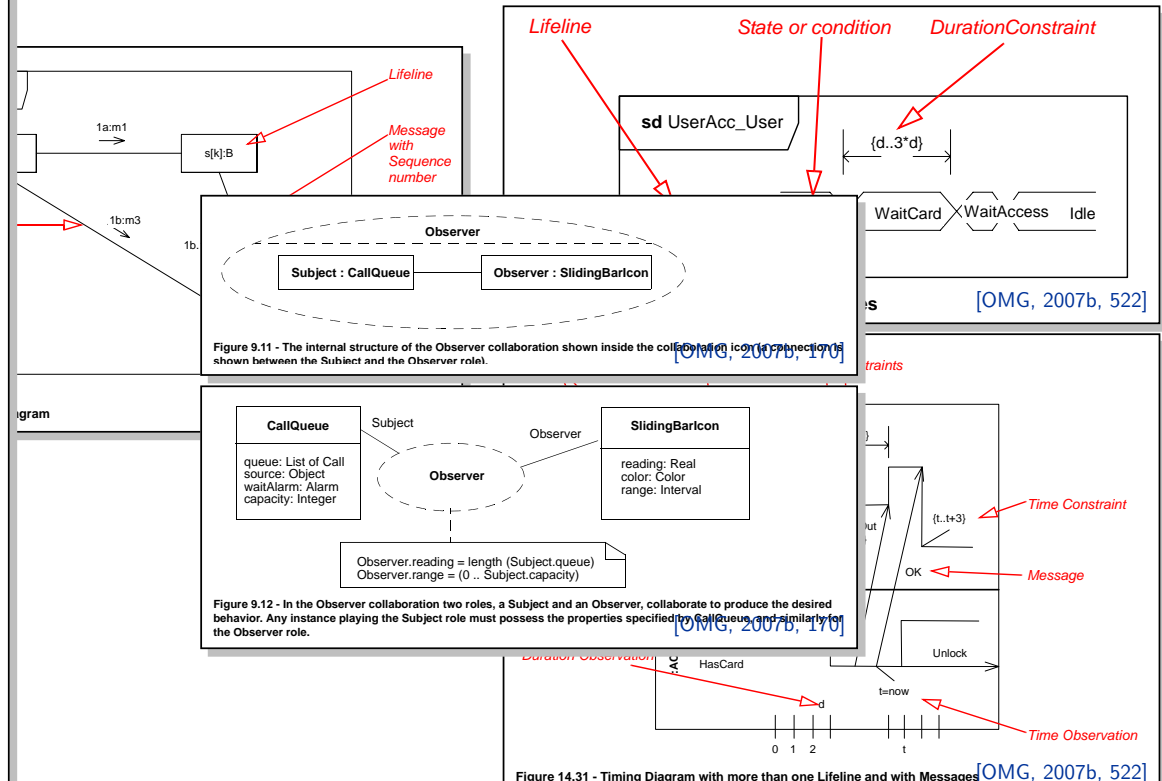 Lifeline
1a:m1
s[k]:B
Message
with
Sequence
number
1b:m3
1b.
Lifeline
State or condition
DurationConstraint
sd UserAcc_User
{d..3*d}
WaitCard
WaitAccess
Idle
[OMG, 2007b, 522]
Observer
Subject : CallQueue
Observer : SlidingBarIcon
Figure 9.11 - The internal structure of the Observer collaboration shown inside the collaboration icon (a connection is
shown between the Subject and the Observer role).
[OMG, 2007b, 170]
CallQueue
queue: List of Call
source: Object
waitAlarm: Alarm
capacity: Integer
Subject
Observer
Observer
SlidingBarIcon
reading: Real
color: Color
range: Interval
Observer.reading = length (Subject.queue)
Observer.range = (0 .. Subject.capacity)
Figure 9.12 - In the Observer collaboration two roles, a Subject and an Observer, collaborate to produce the desired
behavior. Any instance playing the Subject role must possess the properties specified by CallQueue, and similarly for
the Observer role.
[OMG, 2007b, 170]
{t..t+3}
Time Constraint
OK
Message
Duration Observation
HasCard
Unlock
t=now
d
Time Observation
0 1 2 t
Figure 14.31 - Timing Diagram with more than one Lifeline and with Messages
[OMG, 2007b, 522]